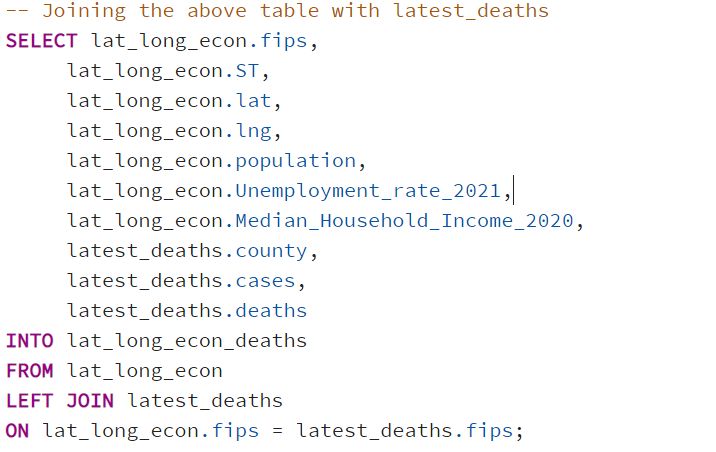 -- Joining the above table with latest_deaths
SELECT lat_long_econ.fips,
lat_long_econ.ST,
lat_long_econ.lat,
lat_long_econ.lng,
lat_long_econ.population,
lat_long_econ.Unemployment_rate_2021,
lat_long_econ.Median_Household_Income_2020,
latest_deaths.county,
latest_deaths.cases,
latest_deaths.deaths
INTO lat_long_econ_deaths
FROM lat_long_econ
LEFT JOIN latest_deaths
ON lat_long_econ.fips = latest_deaths.fips;